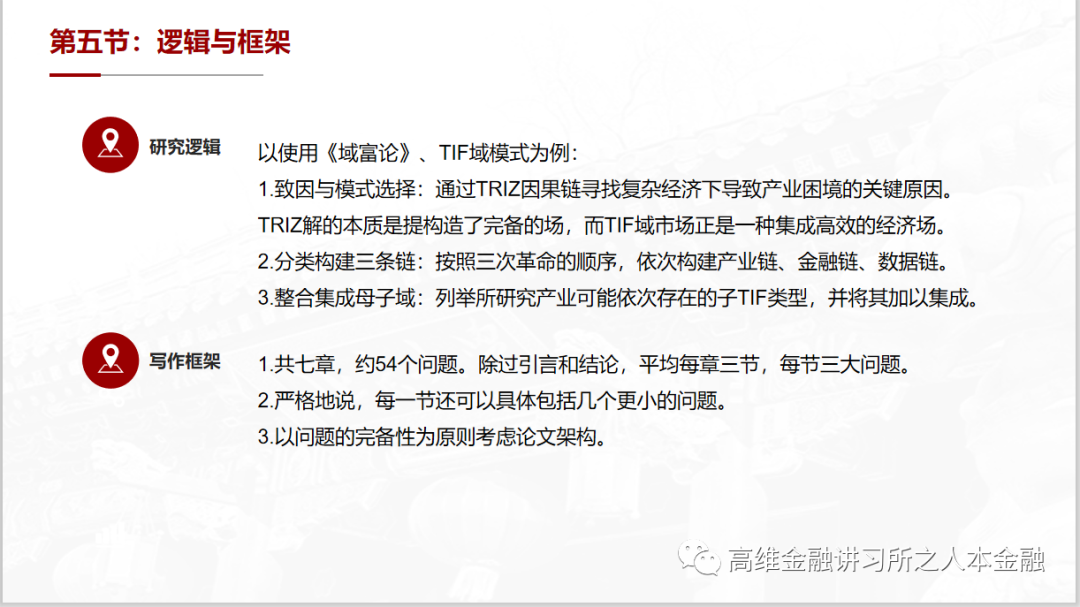 第五节：逻辑与框架
研究逻辑
以使用《域富论》、TIF域模式为例：
1.致因与模式选择：通过TRIZ因果链寻找复杂经济下导致产业困境的关键原因。
TRIZ解的本质是提构造了完备的场，而TIF域市场正是一种集成高效的经济场。
2.分类构建三条链：按照三次革命的顺序，依次构建产业链、金融链、数据链。
3.整合集成母子域：列举所研究产业可能依次存在的子TIF类型，并将其加以集成。
写作框架
1.共七章，约54个问题。除过引言和结论，平均每章三节，每节三大问题。
2.严格地说，每一节还可以具体包括几个更小的问题。
3.以问题的完备性为原则考虑论文架构。
高维金融讲习所之人本金融